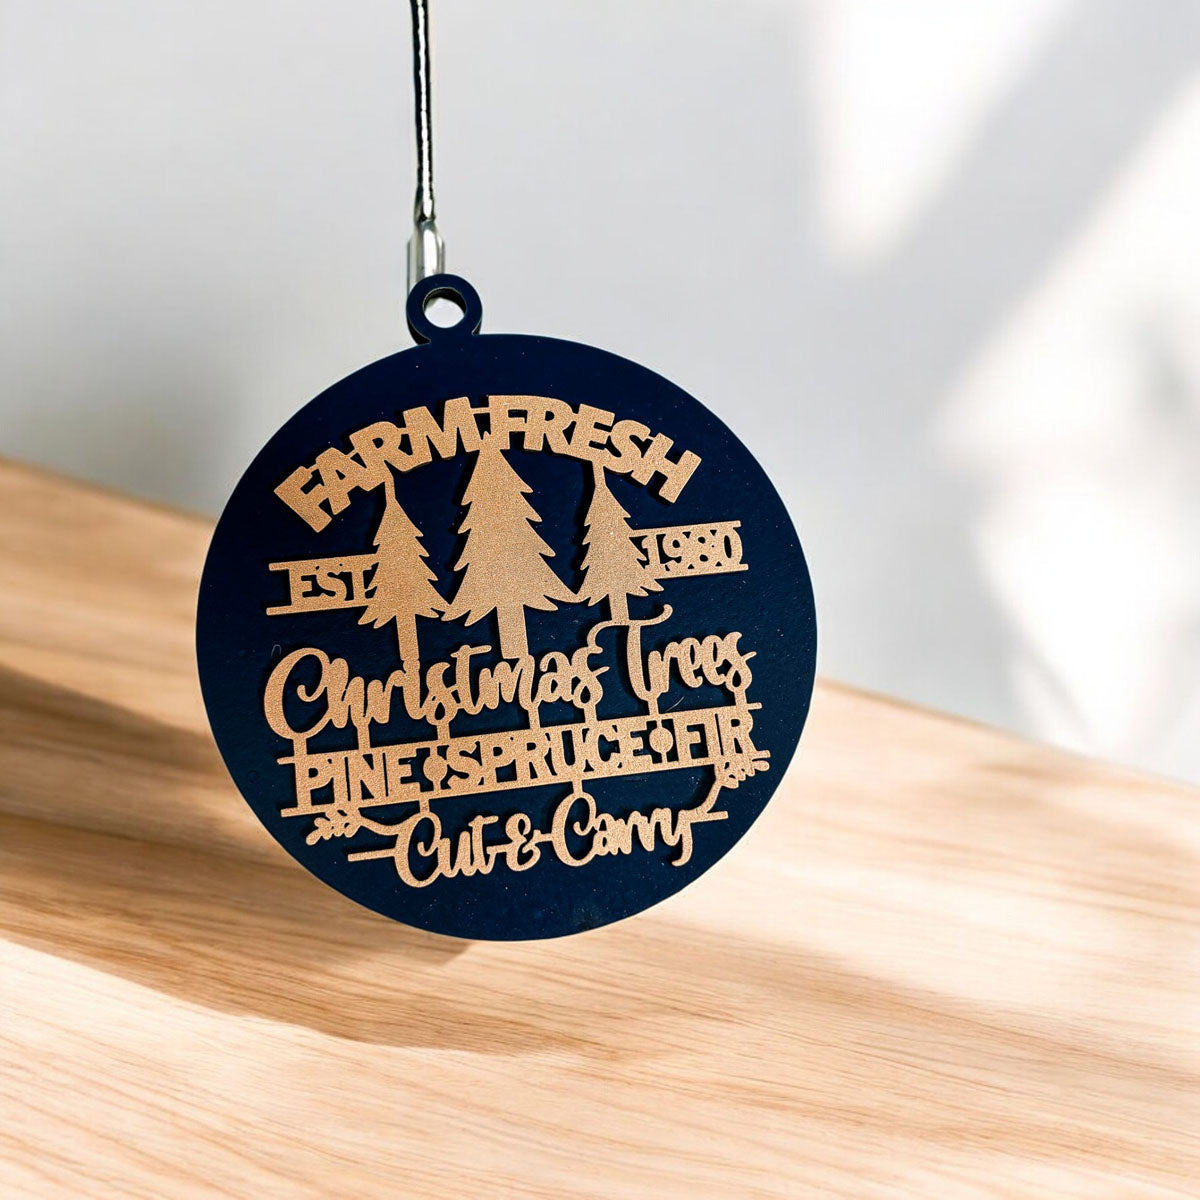 FARM FRESH
EST. 1980
Christmas Trees
PINE • SPRUCE • FIR
Cut & Carry